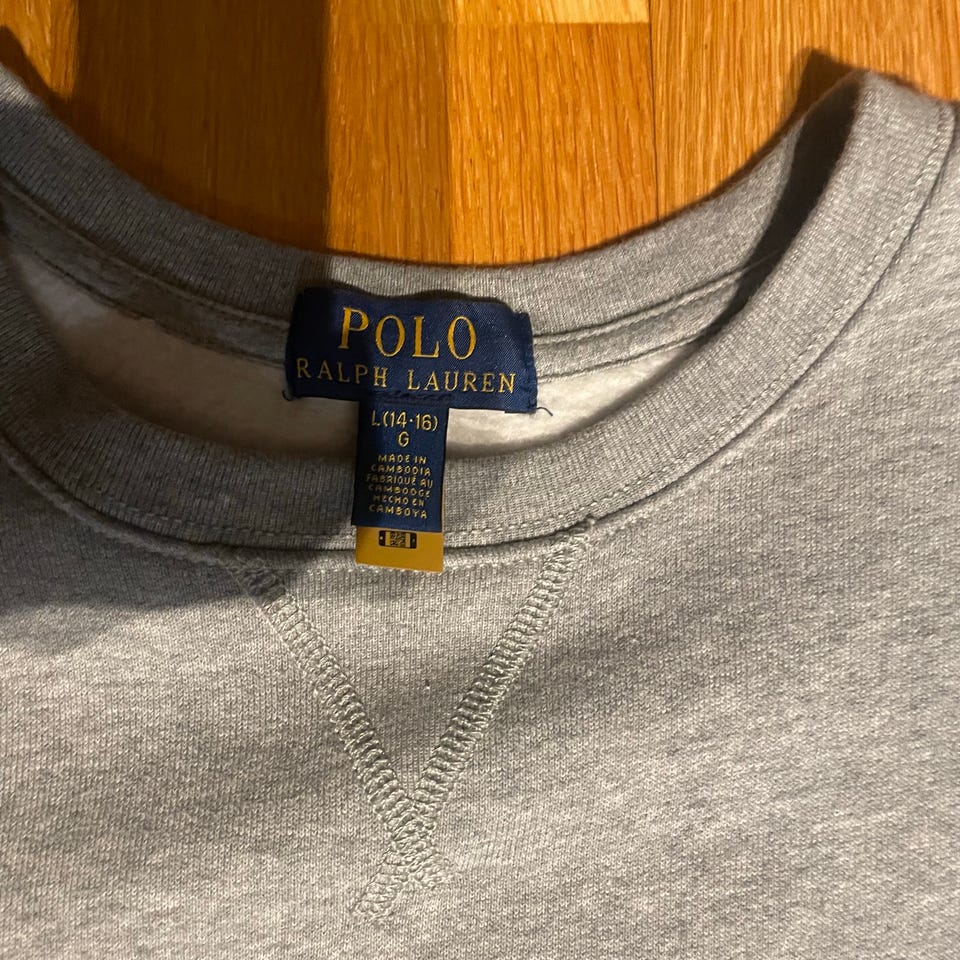 POLO
RALPH LAUREN
L(14-16)
G
MADE IN
CAMBODIA
FABRIQUÉ AU
CAMBODGE
HECHO EN
CAMBOYA